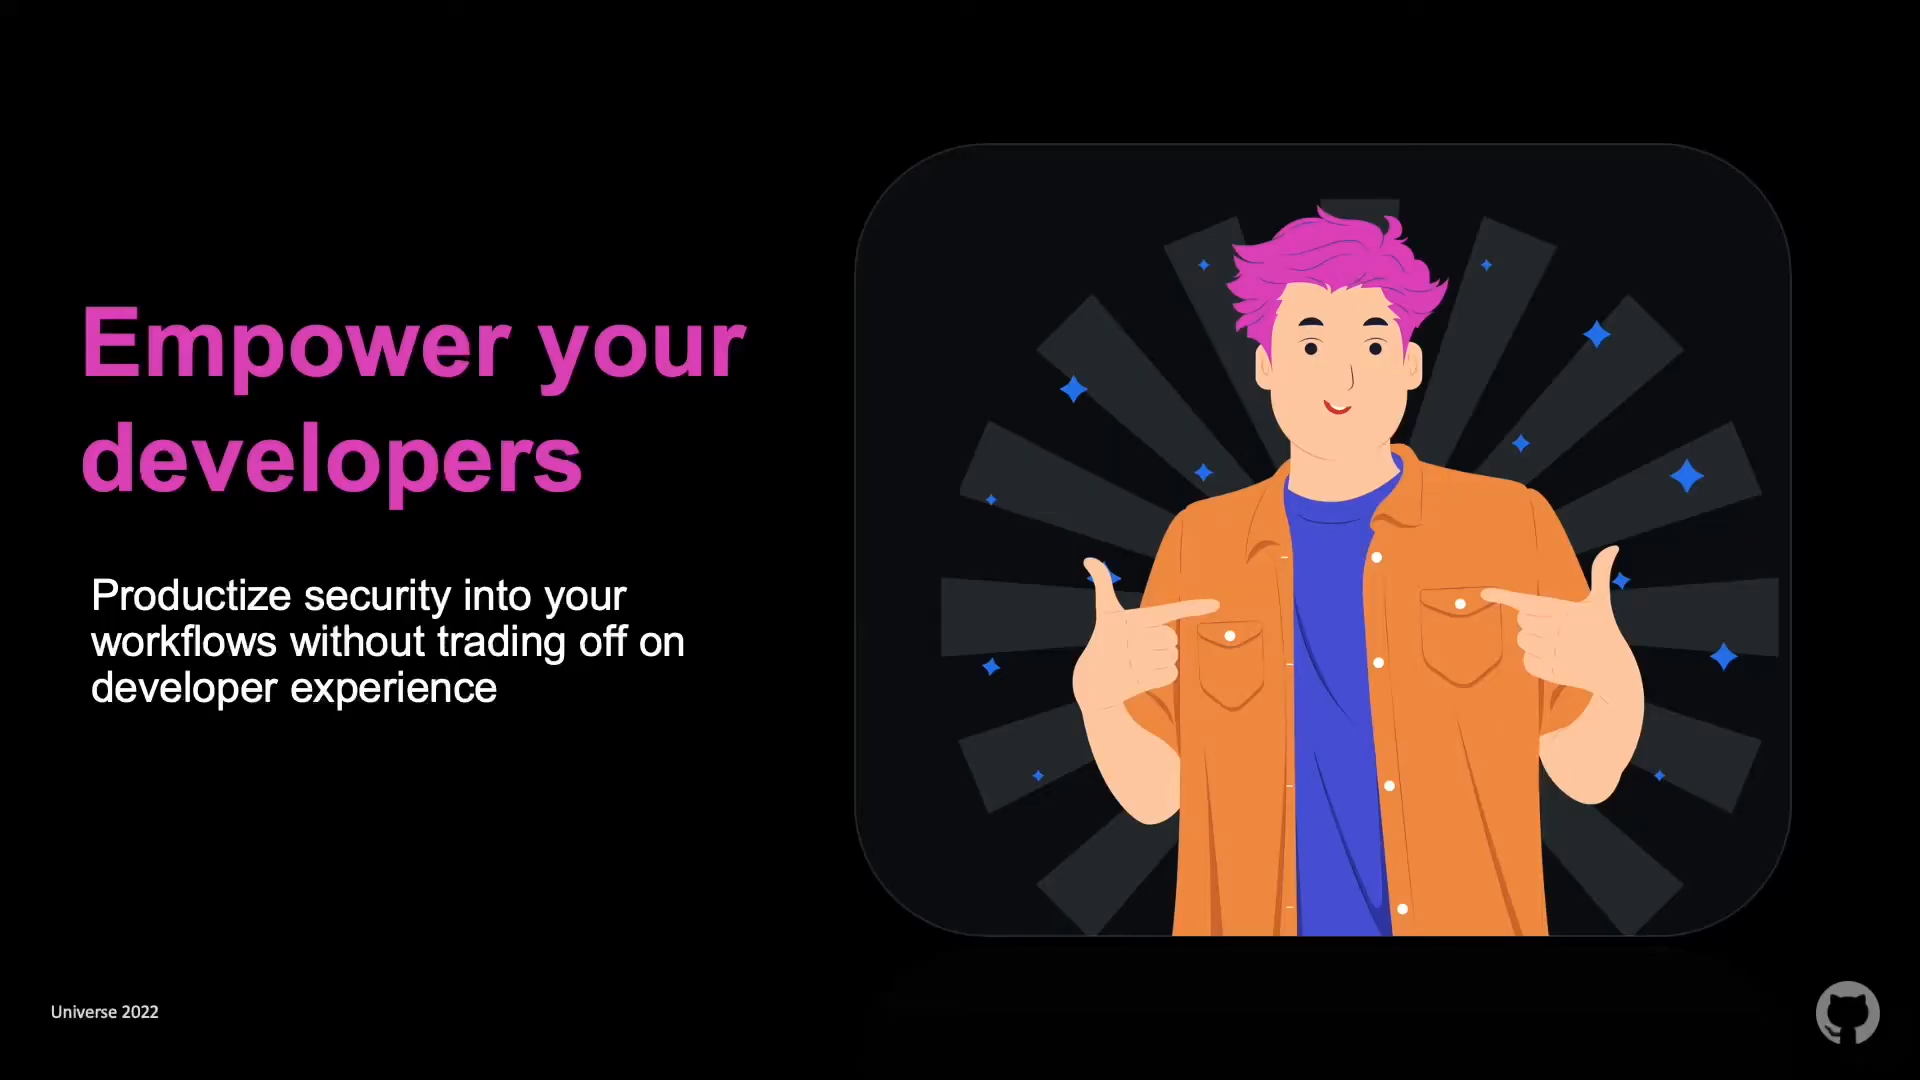 Empower your
developers
Productize security into your
workflows without trading off on
developer experience
Universe 2022